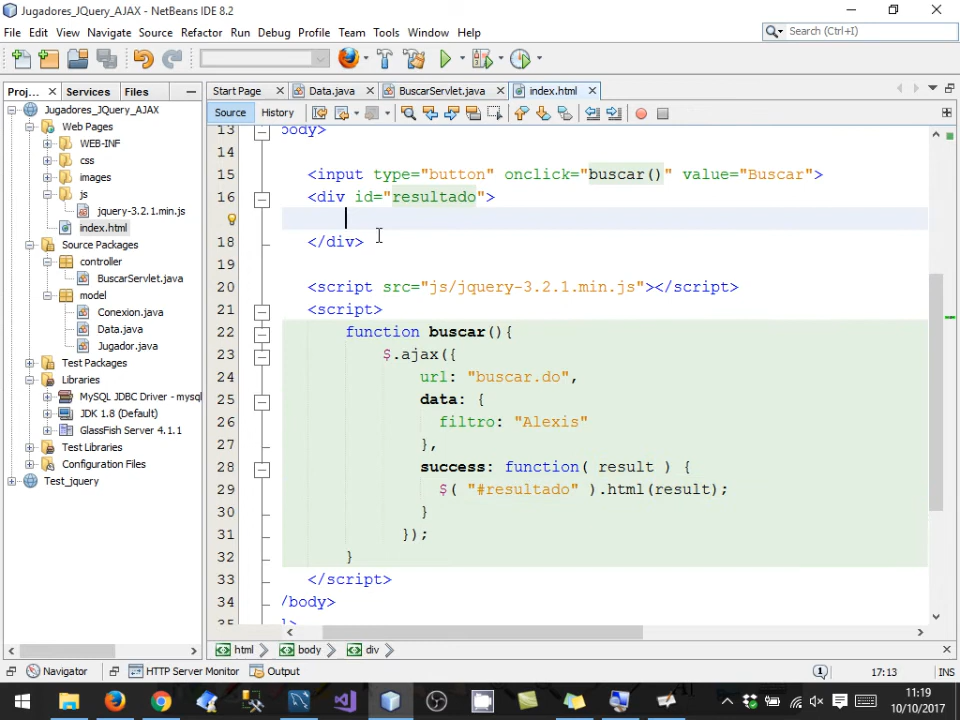 Jugadores_JQuery_AJAX - NetBeans IDE 8.2
File Edit View Navigate Source Refactor Run Debug Profile Team Tools Window Help
Search (Ctrl+I)
Proj... Services Files
Start Page Data.java BuscarServlet.java index.html
Source History
Jugadores_JQuery_AJAX
Web Pages
WEB-INF
css
images
js
jquery-3.2.1.min.js
index.html
Source Packages
controller
BuscarServlet.java
model
Conexion.java
Data.java
Jugador.java
Test Packages
Libraries
MySQL JDBC Driver - mysql
JDK 1.8 (Default)
GlassFish Server 4.1.1
Test Libraries
Configuration Files
Test_jquery
13 body>
14
15 <input type="button" onclick="buscar()" value="Buscar">
16 <div id="resultado">
18 </div>
19
20 <script src="js/jquery-3.2.1.min.js"></script>
21 <script>
22 function buscar(){
23 $.ajax({
24 url: "buscar.do",
25 data: {
26 filtro: "Alexis"
27 },
28 success: function( result ) {
29 $( "#resultado" ).html(result);
30 }
31 });
32 }
33 </script>
34 /body>
35 l>
html body div
Navigator HTTP Server Monitor Output
17:13 INS
11:19
10/10/2017